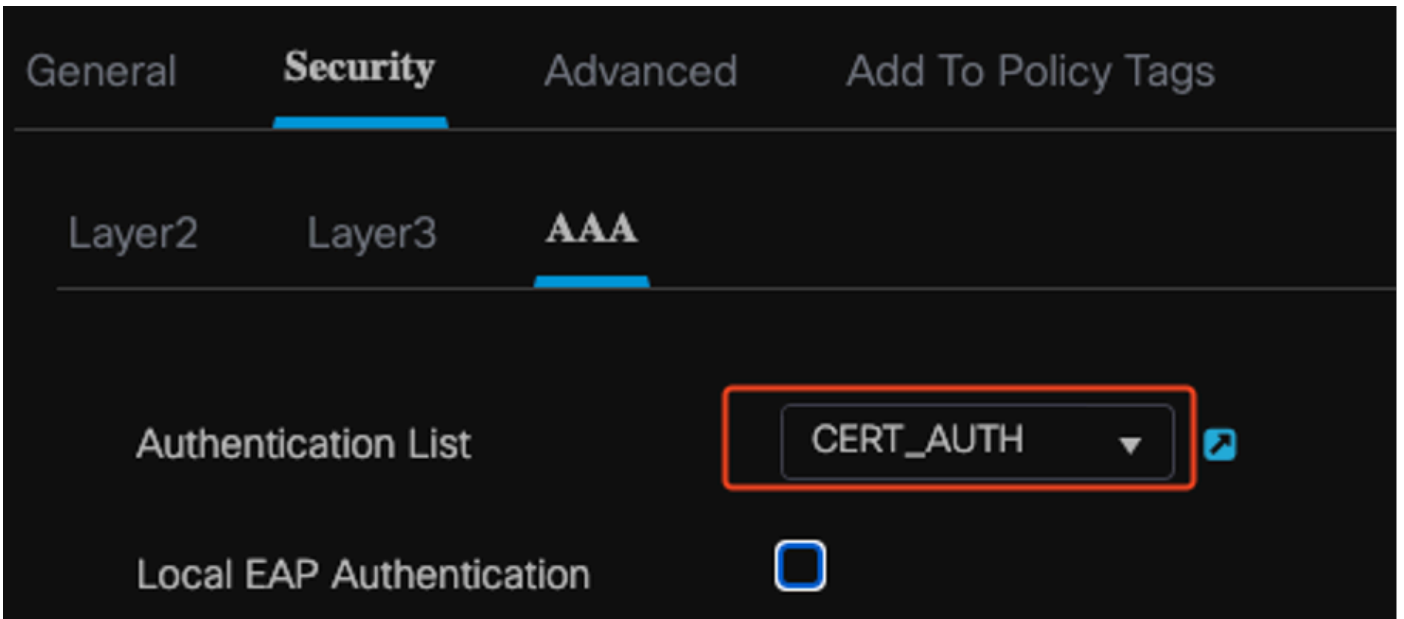 General Security Advanced Add To Policy Tags
Layer2 Layer3 AAA
Authentication List CERT_AUTH
Local EAP Authentication